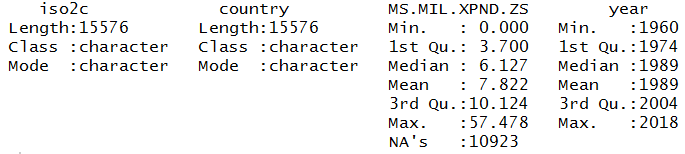 iso2c country MS.MIL.XPND.ZS year
Length:15576 Length:15576 Min. : 0.000 Min. :1960
Class :character Class :character 1st Qu.: 3.700 1st Qu.:1974
Mode :character Mode :character Median : 6.127 Median :1989
Mean : 7.822 Mean :1989
3rd Qu.:10.124 3rd Qu.:2004
Max. :57.478 Max. :2018
NA's :10923